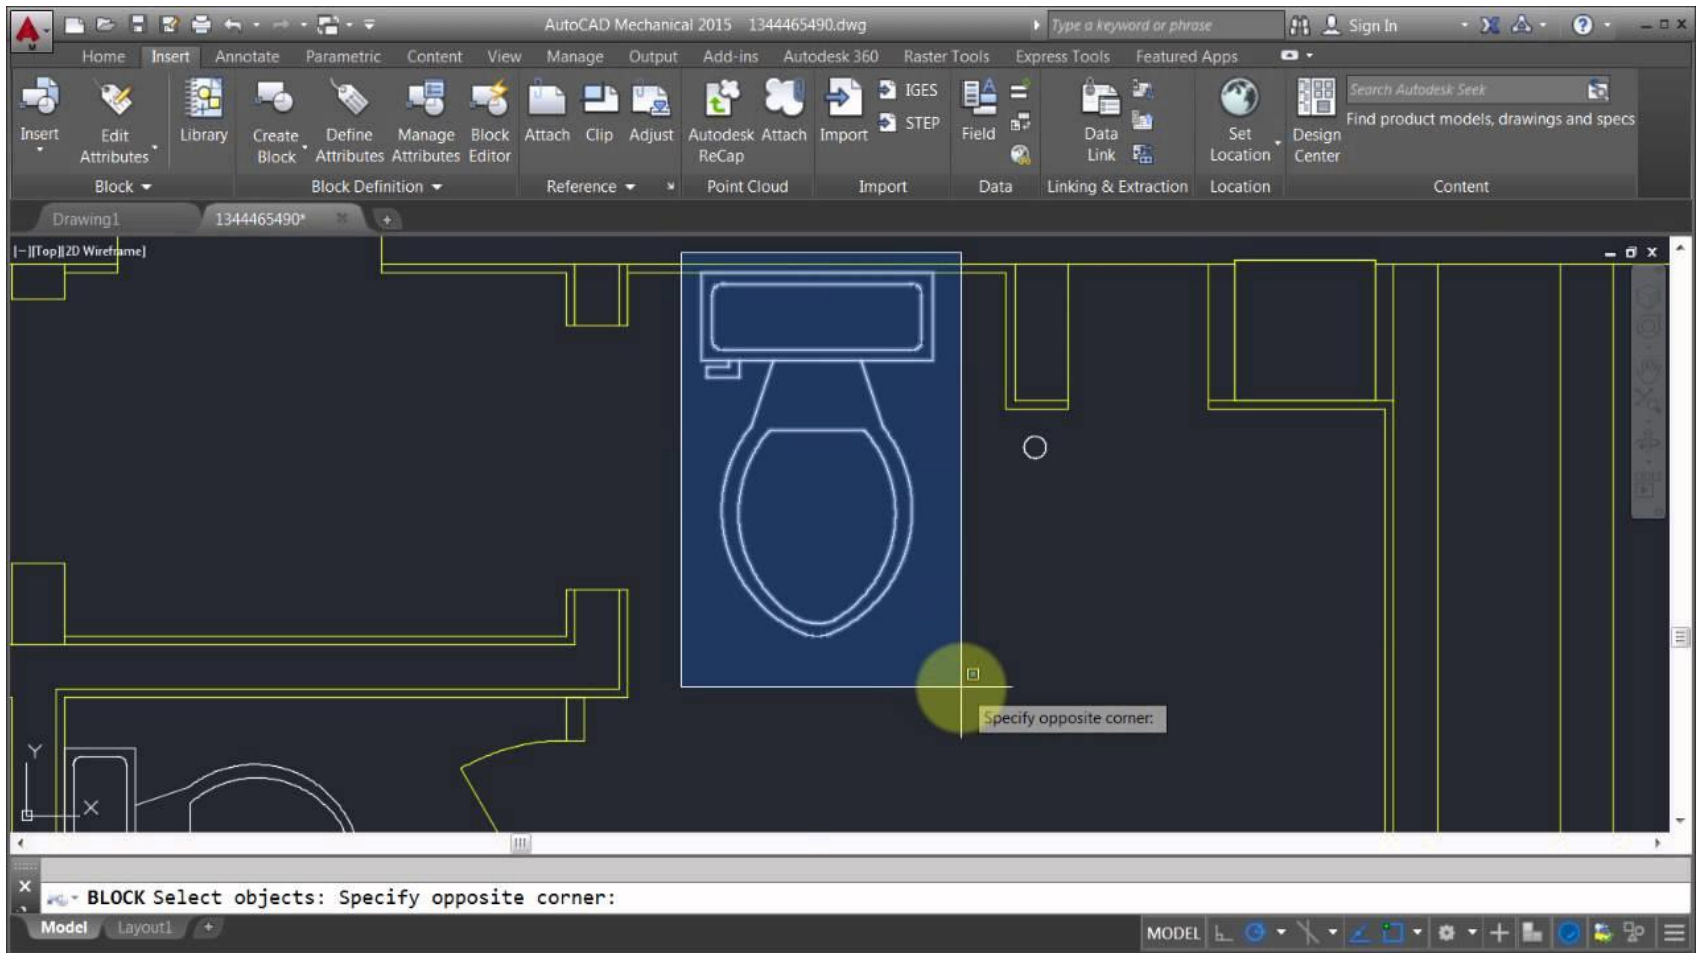 AutoCAD Mechanical 2015 1344465490.dwg
Type a keyword or phrase
Sign In
Home Insert Annotate Parametric Content View Manage Output Add-ins Autodesk 360 Raster Tools Express Tools Featured Apps
Insert
Edit
Attributes
Library
Create
Block
Define
Attributes
Manage
Attributes
Block
Editor
Attach
Clip
Adjust
Autodesk
ReCap
Attach
Import
IGES
STEP
Field
Data
Link
Set
Location
Design
Center
Search Autodesk Seek
Find product models, drawings and specs
Block
Block Definition
Reference
Point Cloud
Import
Data
Linking & Extraction
Location
Content
Drawing1
1344465490*
[−][Top][2D Wireframe]
Specify opposite corner:
Y
X
BLOCK Select objects: Specify opposite corner:
Model
Layout1
MODEL